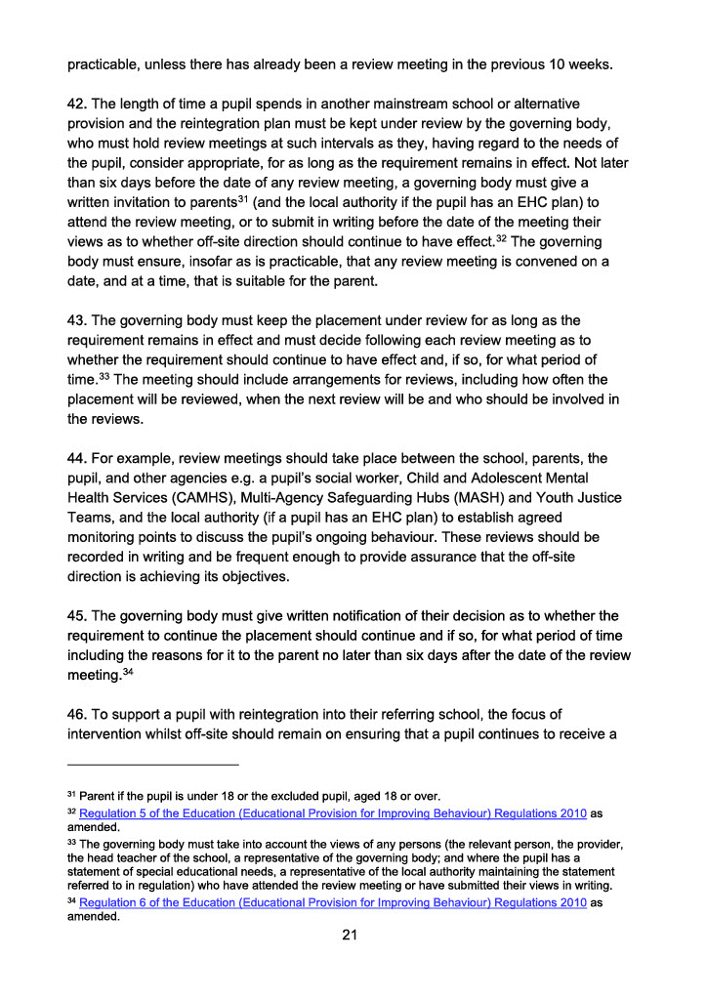 practicable, unless there has already been a review meeting in the previous 10 weeks.
42. The length of time a pupil spends in another mainstream school or alternative
provision and the reintegration plan must be kept under review by the governing body,
who must hold review meetings at such intervals as they, having regard to the needs of
the pupil, consider appropriate, for as long as the requirement remains in effect. Not later
than six days before the date of any review meeting, a governing body must give a
written invitation to parents³¹ (and the local authority if the pupil has an EHC plan) to
attend the review meeting, or to submit in writing before the date of the meeting their
views as to whether off-site direction should continue to have effect.³² The governing
body must ensure, insofar as is practicable, that any review meeting is convened on a
date, and at a time, that is suitable for the parent.
43. The governing body must keep the placement under review for as long as the
requirement remains in effect and must decide following each review meeting as to
whether the requirement should continue to have effect and, if so, for what period of
time.³³ The meeting should include arrangements for reviews, including how often the
placement will be reviewed, when the next review will be and who should be involved in
the reviews.
44. For example, review meetings should take place between the school, parents, the
pupil, and other agencies e.g. a pupil's social worker, Child and Adolescent Mental
Health Services (CAMHS), Multi-Agency Safeguarding Hubs (MASH) and Youth Justice
Teams, and the local authority (if a pupil has an EHC plan) to establish agreed
monitoring points to discuss the pupil's ongoing behaviour. These reviews should be
recorded in writing and be frequent enough to provide assurance that the off-site
direction is achieving its objectives.
45. The governing body must give written notification of their decision as to whether the
requirement to continue the placement should continue and if so, for what period of time
including the reasons for it to the parent no later than six days after the date of the review
meeting.³⁴
46. To support a pupil with reintegration into their referring school, the focus of
intervention whilst off-site should remain on ensuring that a pupil continues to receive a
³¹ Parent if the pupil is under 18 or the excluded pupil, aged 18 or over.
³² Regulation 5 of the Education (Educational Provision for Improving Behaviour) Regulations 2010 as
amended.
³³ The governing body must take into account the views of any persons (the relevant person, the provider,
the head teacher of the school, a representative of the governing body; and where the pupil has a
statement of special educational needs, a representative of the local authority maintaining the statement
referred to in regulation) who have attended the review meeting or have submitted their views in writing.
³⁴ Regulation 6 of the Education (Educational Provision for Improving Behaviour) Regulations 2010 as
amended.
21